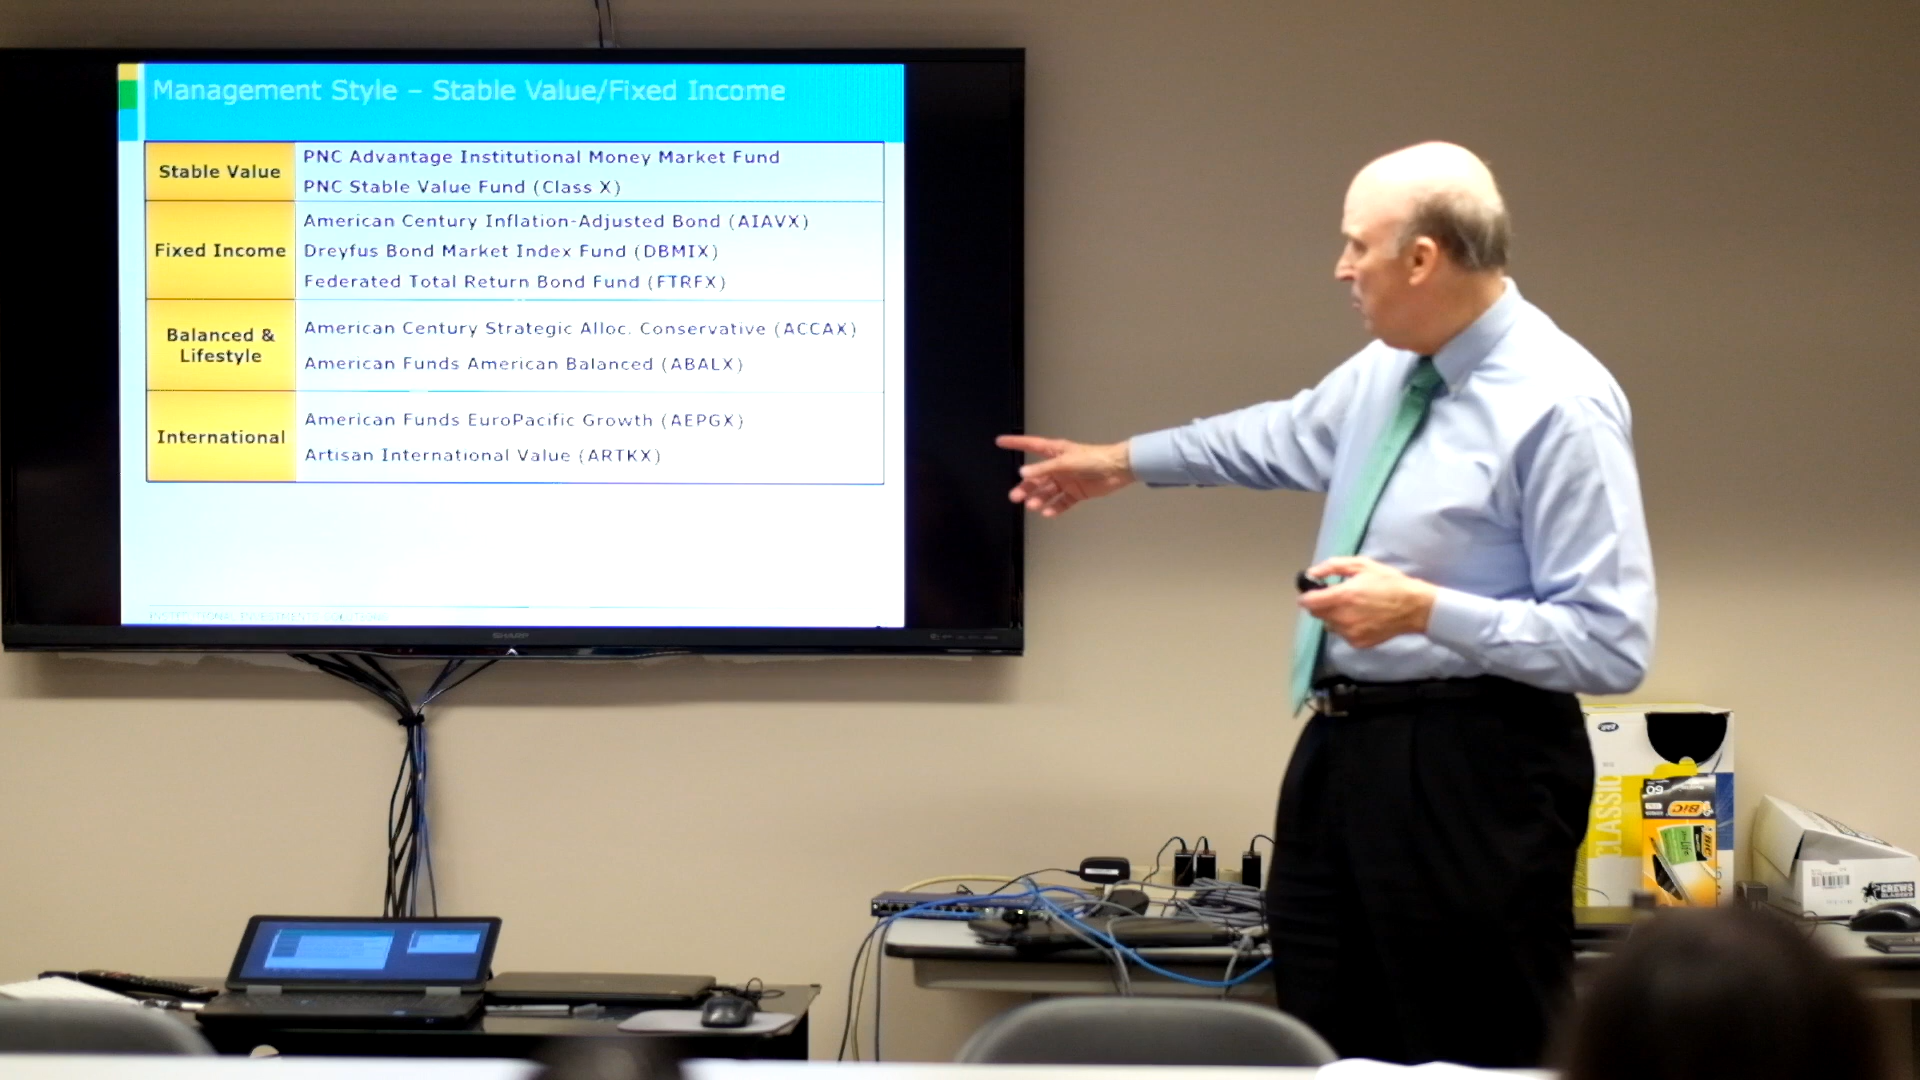 Management Style – Stable Value/Fixed Income
Stable Value
PNC Advantage Institutional Money Market Fund
PNC Stable Value Fund (Class X)
Fixed Income
American Century Inflation-Adjusted Bond (AIAVX)
Dreyfus Bond Market Index Fund (DBMIX)
Federated Total Return Bond Fund (FTRFX)
Balanced &
Lifestyle
American Century Strategic Alloc. Conservative (ACCAX)
American Funds American Balanced (ABALX)
International
American Funds EuroPacific Growth (AEPGX)
Artisan International Value (ARTKX)
SHARP
CLASSIC
60
BIC
BIC
CREWS